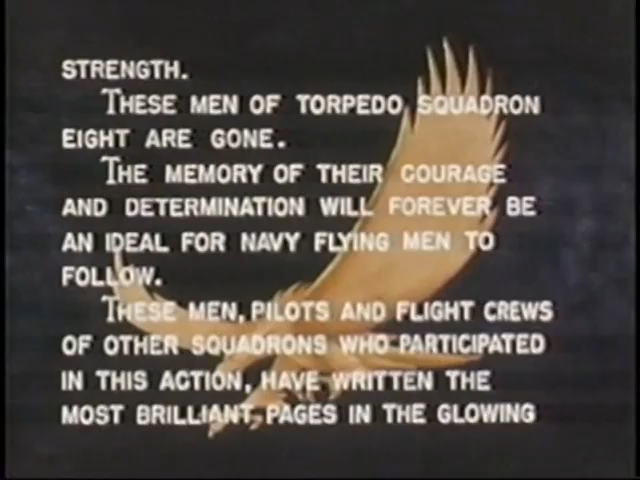 STRENGTH.
THESE MEN OF TORPEDO SQUADRON
EIGHT ARE GONE.
THE MEMORY OF THEIR COURAGE
AND DETERMINATION WILL FOREVER BE
AN IDEAL FOR NAVY FLYING MEN TO
FOLLOW.
THESE MEN, PILOTS AND FLIGHT CREWS
OF OTHER SQUADRONS WHO PARTICIPATED
IN THIS ACTION, HAVE WRITTEN THE
MOST BRILLIANT PAGES IN THE GLOWING